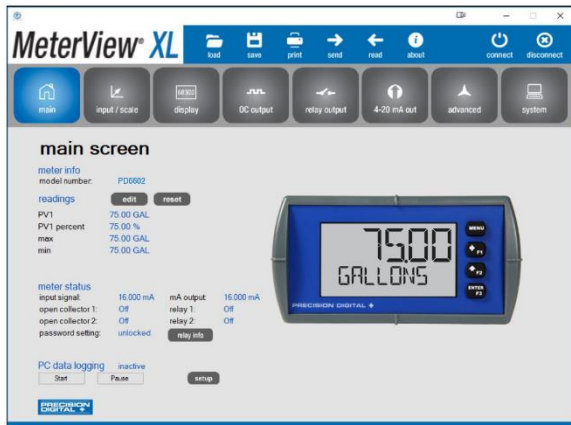 MeterView® XL
load save print send read about connect disconnect
main input / scale display OC output relay output 4-20 mA out advanced system
main screen
meter info
model number: PD6602
readings edit reset
PV1 75.00 GAL
PV1 percent 75.00 %
max 75.00 GAL
min 75.00 GAL
75.00
GALLONS
MENU
F1
F2
ENTER
F3
PRECISION DIGITAL
meter status
input signal: 16.000 mA mA output: 16.000 mA
open collector 1: Off relay 1: Off
open collector 2: Off relay 2: Off
password setting: unlocked relay info
PC data logging inactive
Start Pause setup
PRECISION
DIGITAL